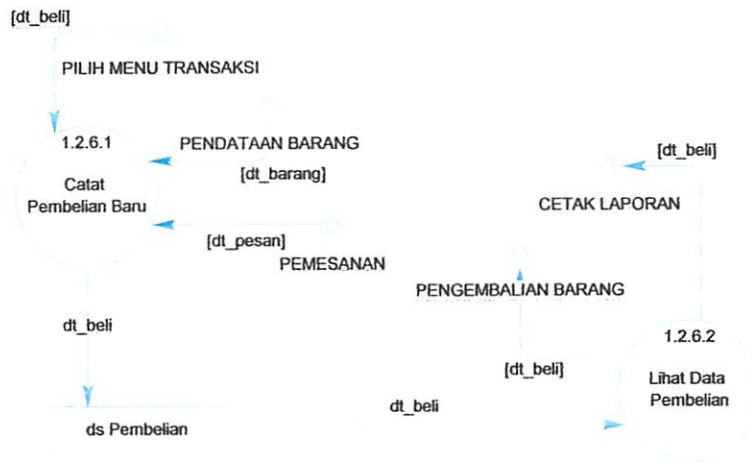 [dt_beli]
PILIH MENU TRANSAKSI
1.2.6.1
Catat
Pembelian Baru
PENDATAAN BARANG
[dt_barang]
[dt_pesan]
PEMESANAN
[dt_beli]
CETAK LAPORAN
PENGEMBALIAN BARANG
[dt_beli]
1.2.6.2
Lihat Data
Pembelian
dt_beli
dt_beli
ds Pembelian